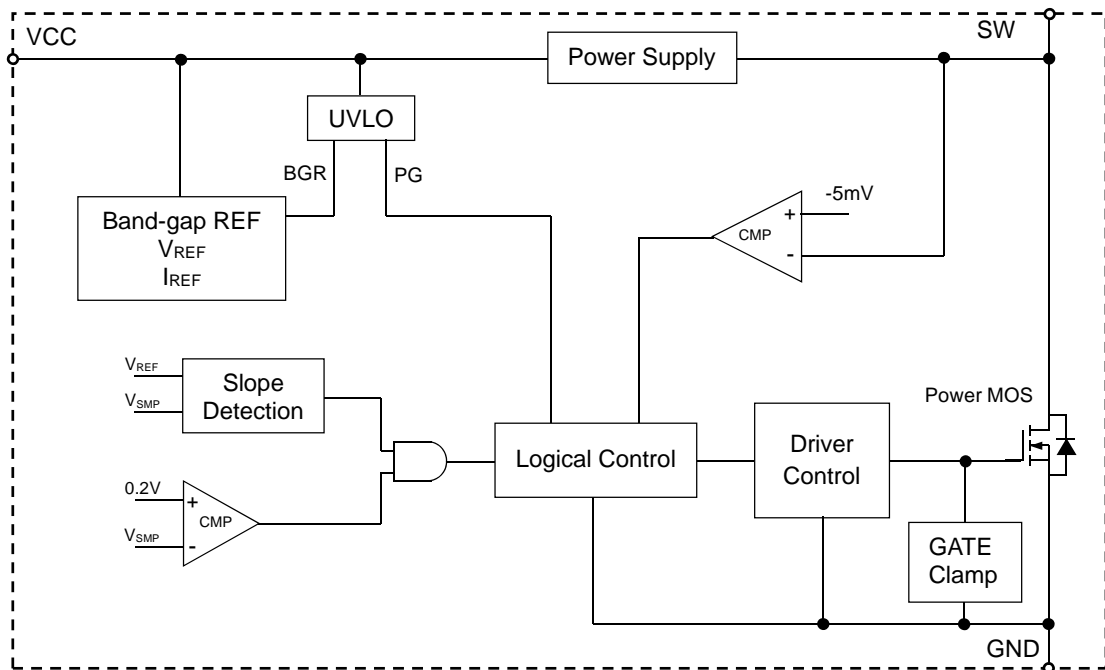 VCC
SW
Power Supply
UVLO
BGR
PG
Band-gap REF
VREF
IREF
-5mV
+
CMP
-
VREF
VSMP
Slope
Detection
Power MOS
Logical Control
Driver
Control
0.2V
+
CMP
VSMP
-
GATE
Clamp
GND